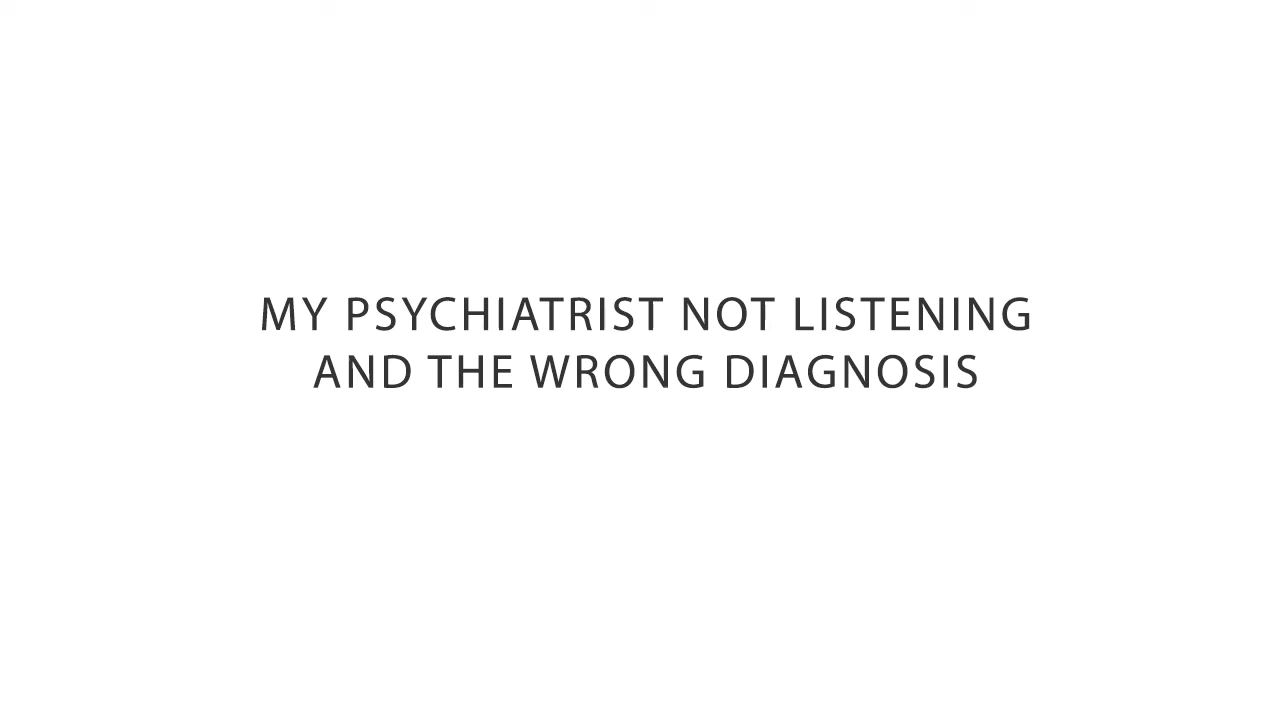 MY PSYCHIATRIST NOT LISTENING
AND THE WRONG DIAGNOSIS